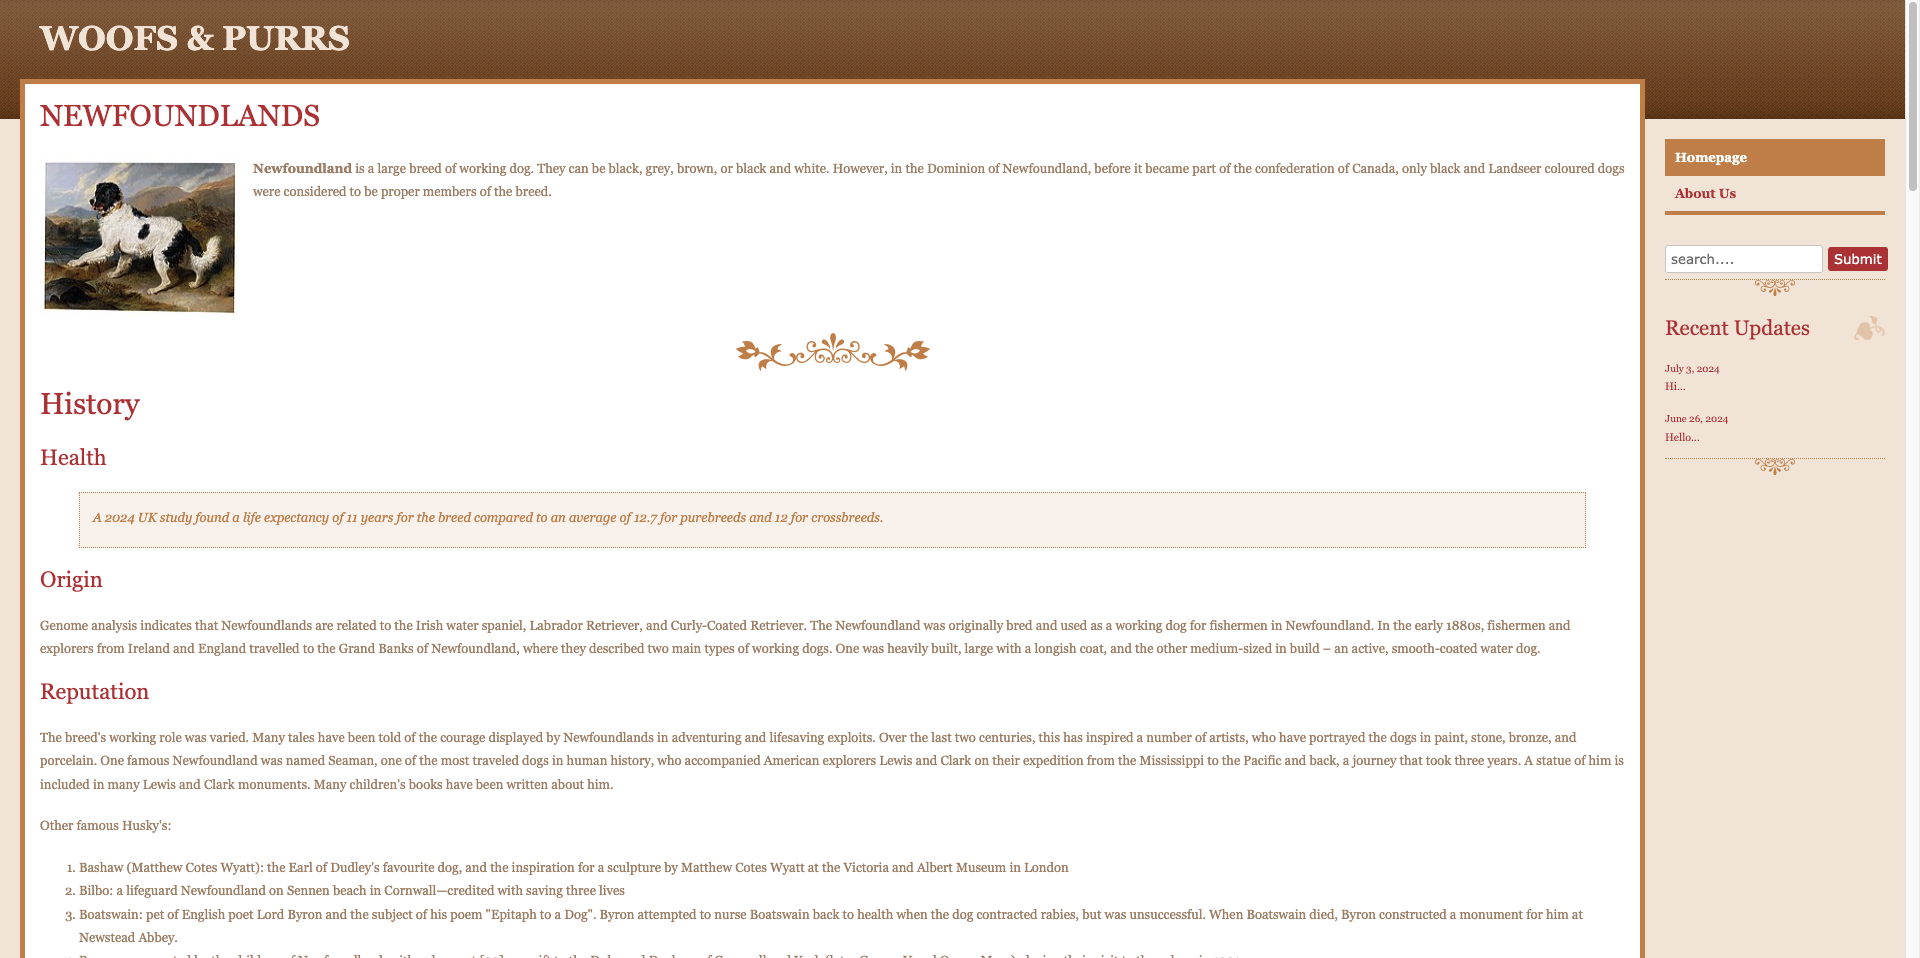 WOOFS & PURRS
NEWFOUNDLANDS
Newfoundland is a large breed of working dog. They can be black, grey, brown, or black and white. However, in the Dominion of Newfoundland, before it became part of the confederation of Canada, only black and Landseer coloured dogs
were considered to be proper members of the breed.
History
Health
A 2024 UK study found a life expectancy of 11 years for the breed compared to an average of 12.7 for purebreeds and 12 for crossbreeds.
Origin
Genome analysis indicates that Newfoundlands are related to the Irish water spaniel, Labrador Retriever, and Curly-Coated Retriever. The Newfoundland was originally bred and used as a working dog for fishermen in Newfoundland. In the early 1880s, fishermen and
explorers from Ireland and England travelled to the Grand Banks of Newfoundland, where they described two main types of working dogs. One was heavily built, large with a longish coat, and the other medium-sized in build – an active, smooth-coated water dog.
Reputation
The breed's working role was varied. Many tales have been told of the courage displayed by Newfoundlands in adventuring and lifesaving exploits. Over the last two centuries, this has inspired a number of artists, who have portrayed the dogs in paint, stone, bronze, and
porcelain. One famous Newfoundland was named Seaman, one of the most traveled dogs in human history, who accompanied American explorers Lewis and Clark on their expedition from the Mississippi to the Pacific and back, a journey that took three years. A statue of him is
included in many Lewis and Clark monuments. Many children's books have been written about him.
Other famous Husky's:
1. Bashaw (Matthew Cotes Wyatt): the Earl of Dudley's favourite dog, and the inspiration for a sculpture by Matthew Cotes Wyatt at the Victoria and Albert Museum in London
2. Bilbo: a lifeguard Newfoundland on Sennen beach in Cornwall—credited with saving three lives
3. Boatswain: pet of English poet Lord Byron and the subject of his poem "Epitaph to a Dog". Byron attempted to nurse Boatswain back to health when the dog contracted rabies, but was unsuccessful. When Boatswain died, Byron constructed a monument for him at
Newstead Abbey.
Homepage
About Us
search....
Submit
Recent Updates
July 3, 2024
Hi...
June 26, 2024
Hello...